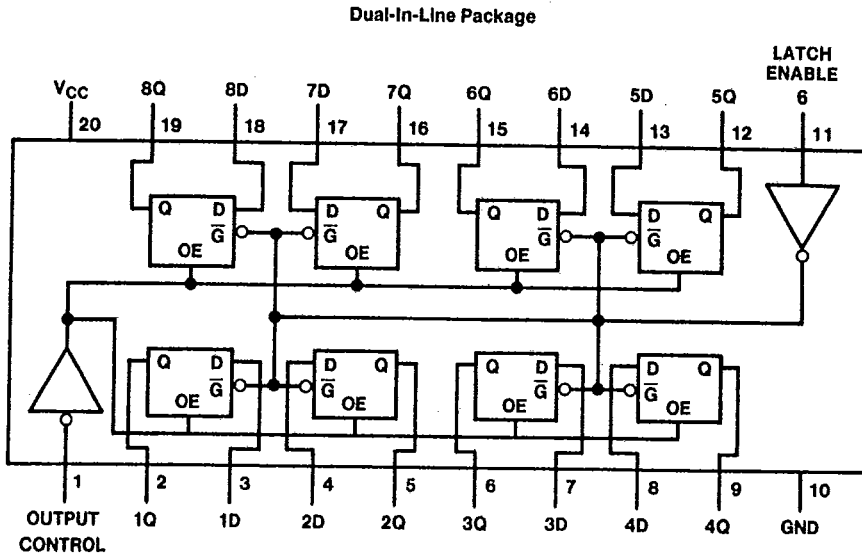 Dual-In-Line Package
LATCH
ENABLE
VCC 8Q 8D 7D 7Q 6Q 6D 5D 5Q 6
20 19 18 17 16 15 14 13 12 11
Q D D Q Q D D Q
G̅ G̅ G̅ G̅
OE OE OE OE
Q D D Q Q D D Q
G̅ G̅ G̅ G̅
OE OE OE OE
1 2 3 4 5 6 7 8 9 10
OUTPUT
CONTROL
1Q 1D 2D 2Q 3Q 3D 4D 4Q GND